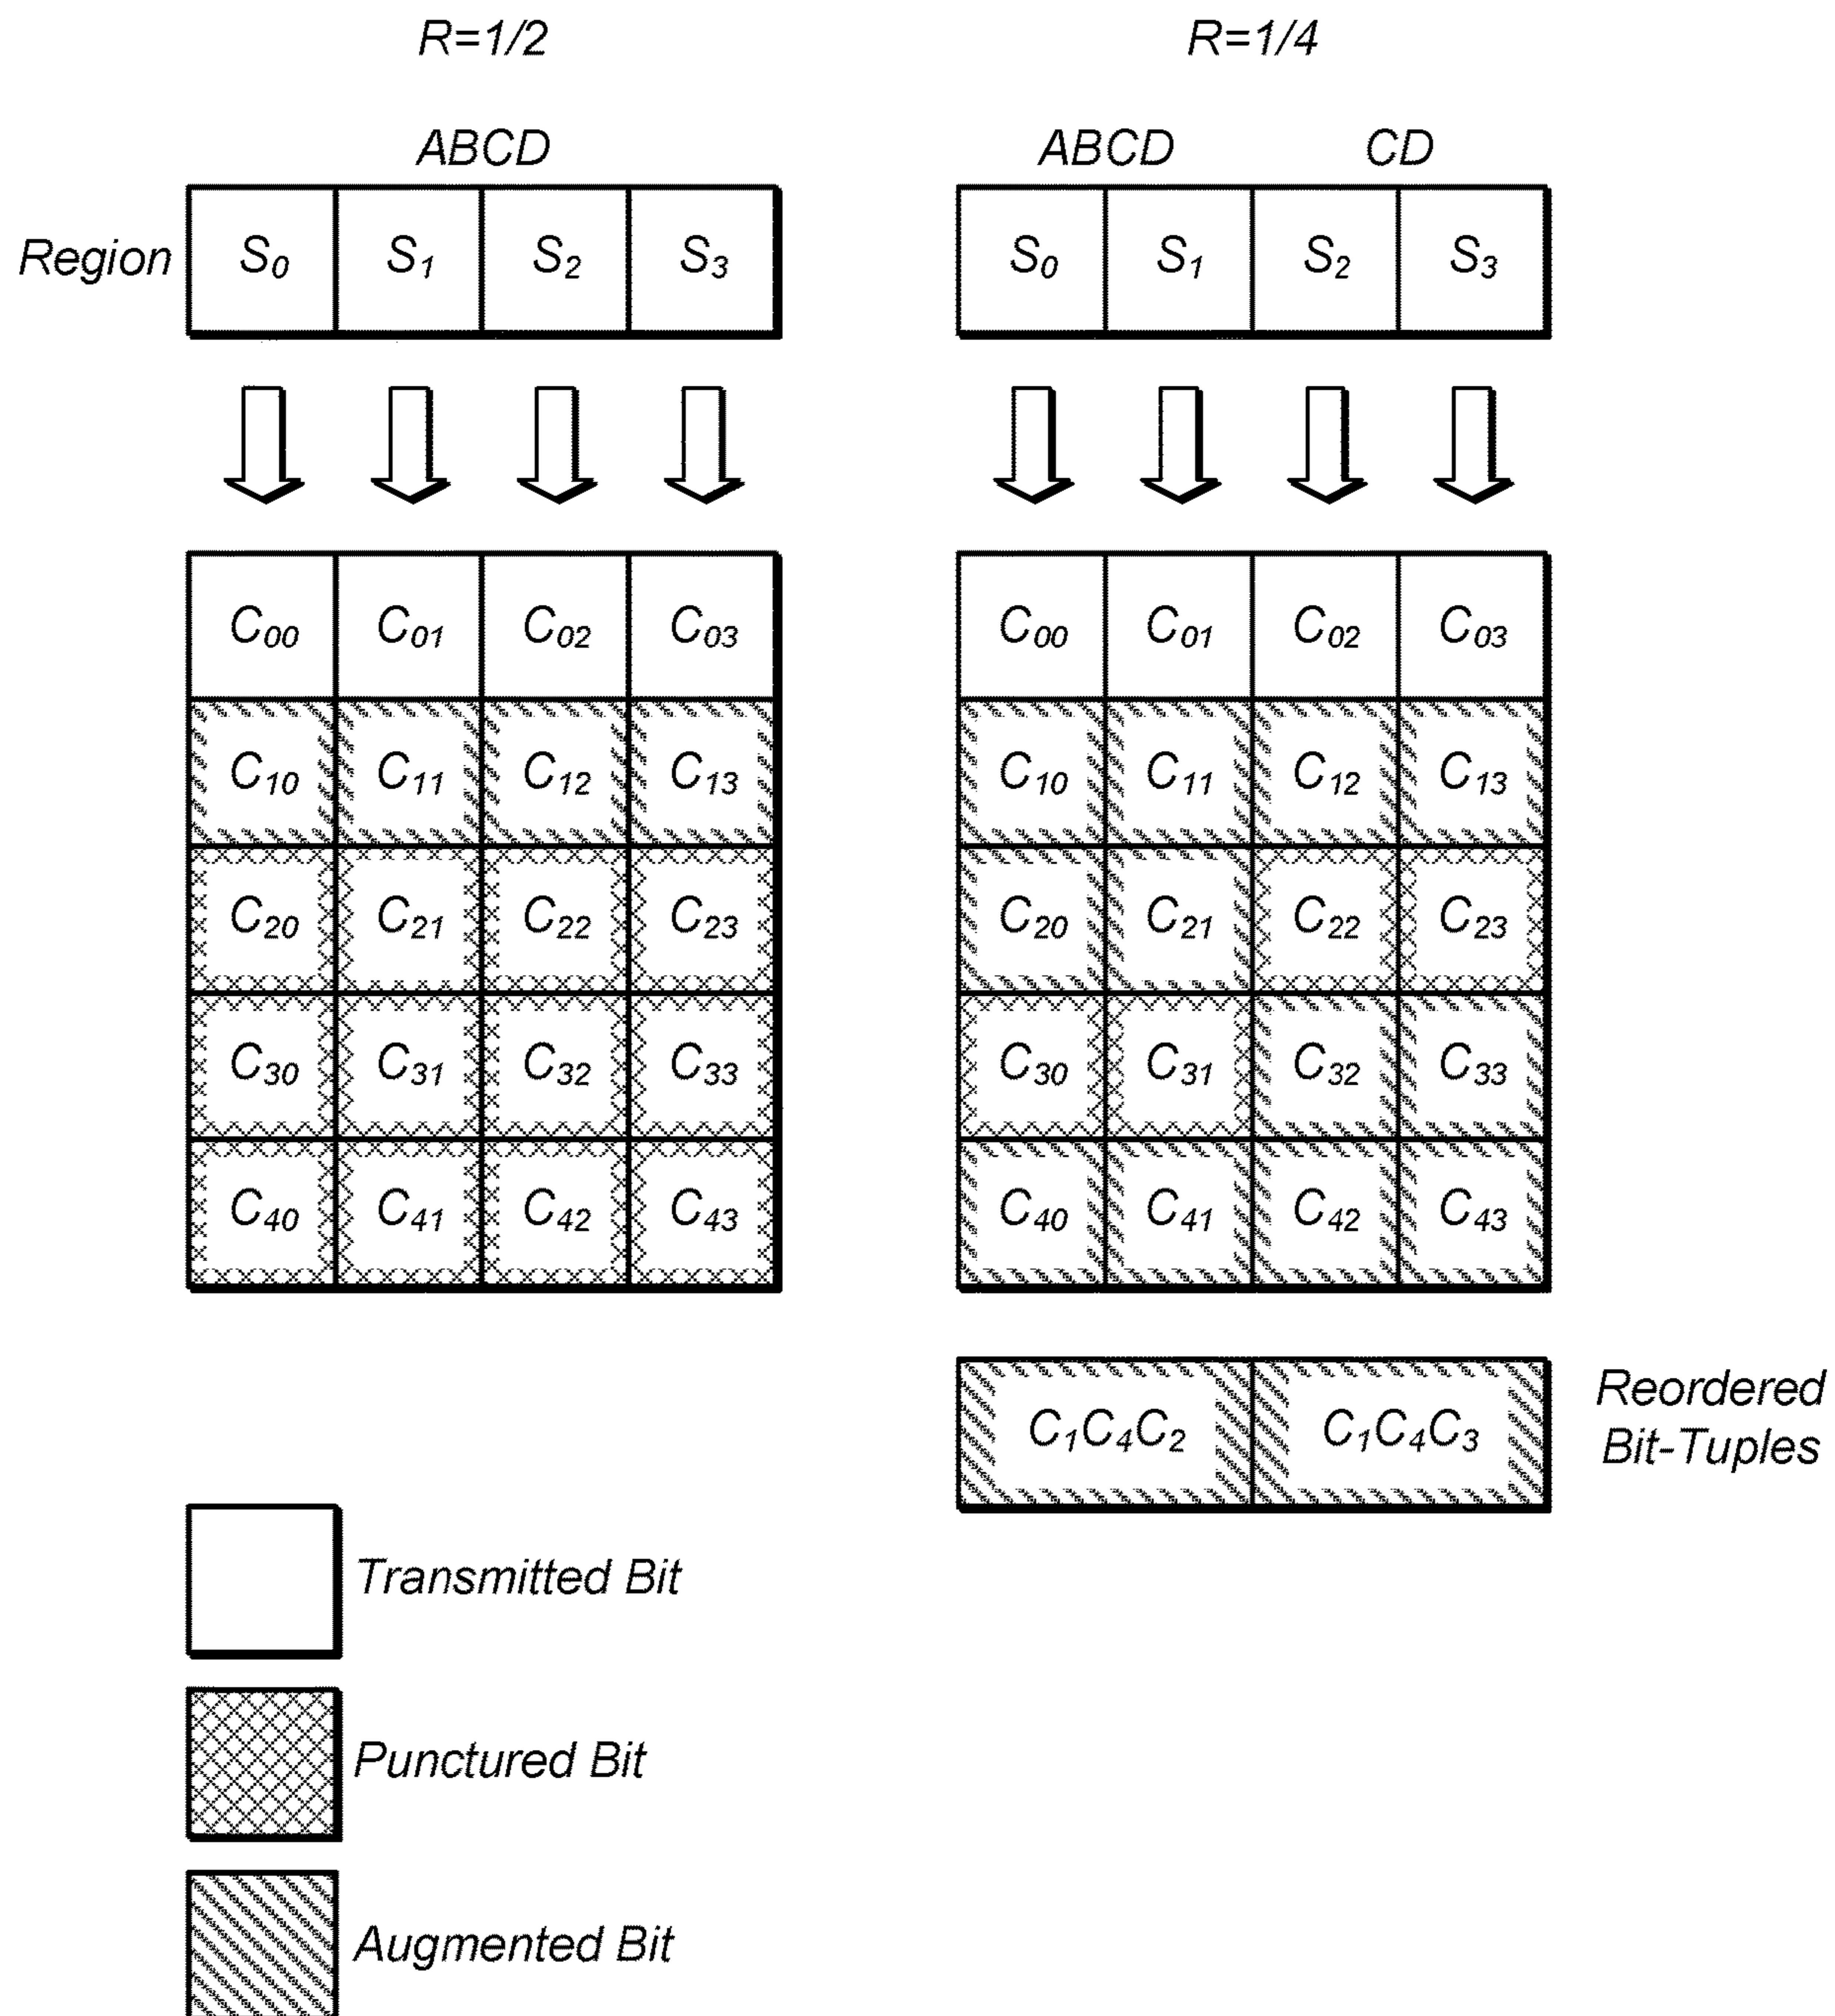 R=1/2 R=1/4
ABCD ABCD CD
Region S₀ S₁ S₂ S₃ S₀ S₁ S₂ S₃
C₀₀ C₀₁ C₀₂ C₀₃ C₀₀ C₀₁ C₀₂ C₀₃
C₁₀ C₁₁ C₁₂ C₁₃ C₁₀ C₁₁ C₁₂ C₁₃
C₂₀ C₂₁ C₂₂ C₂₃ C₂₀ C₂₁ C₂₂ C₂₃
C₃₀ C₃₁ C₃₂ C₃₃ C₃₀ C₃₁ C₃₂ C₃₃
C₄₀ C₄₁ C₄₂ C₄₃ C₄₀ C₄₁ C₄₂ C₄₃
C₁C₄C₂ C₁C₄C₃
Reordered
Bit-Tuples
Transmitted Bit
Punctured Bit
Augmented Bit